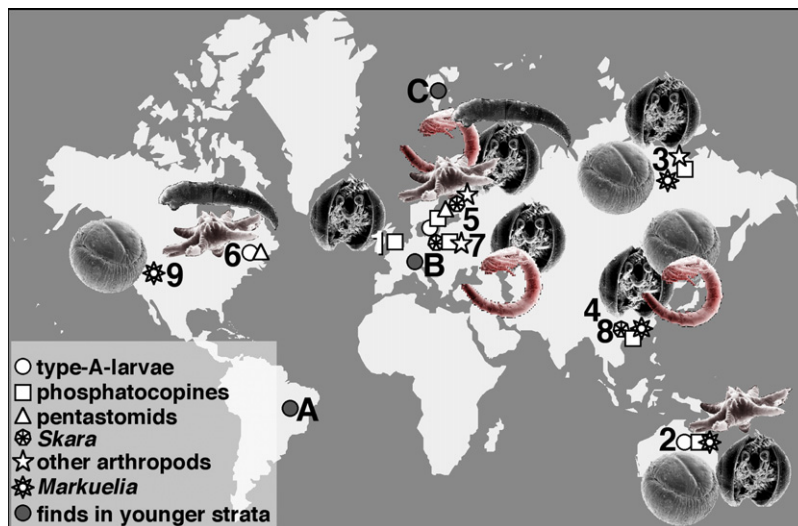 C
3
1
5
7
6
B
9
4
8
A
2
type-A-larvae
phosphatocopines
pentastomids
Skara
other arthropods
Markuelia
finds in younger strata